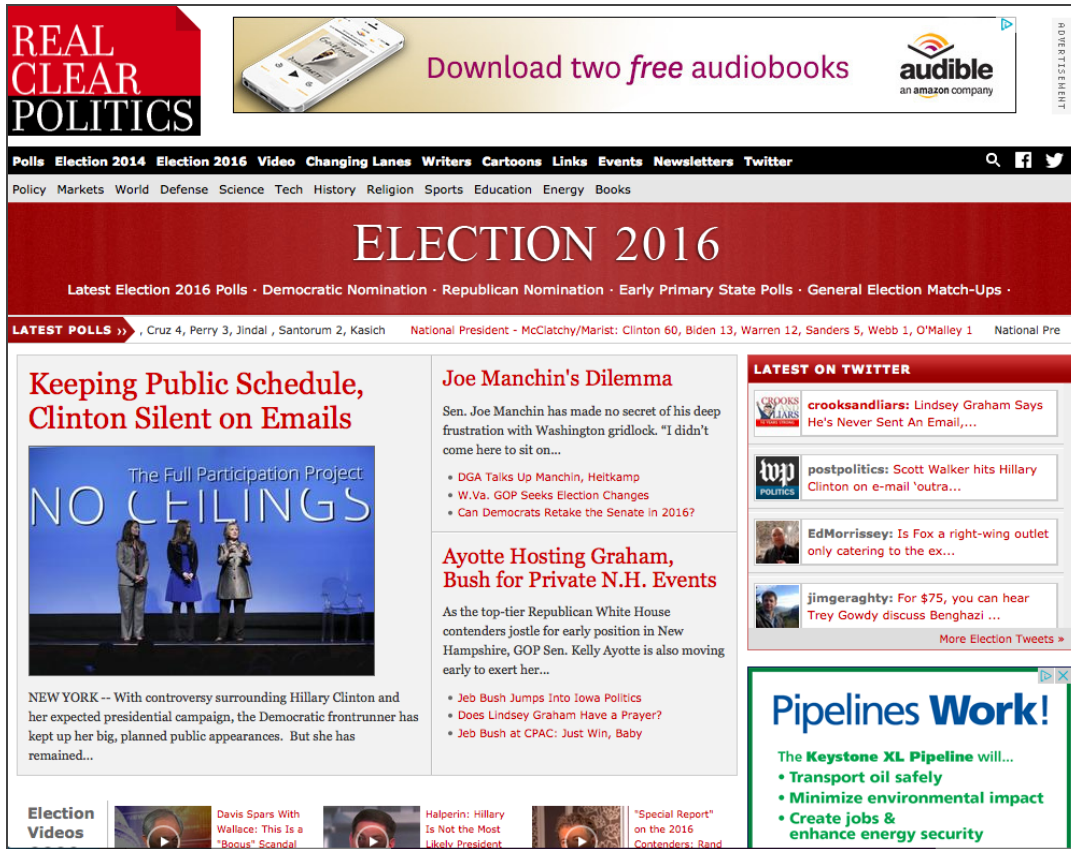 REAL
CLEAR
POLITICS
Download two free audiobooks
audible
an amazon company
ADVERTISEMENT
Polls Election 2014 Election 2016 Video Changing Lanes Writers Cartoons Links Events Newsletters Twitter
Policy Markets World Defense Science Tech History Religion Sports Education Energy Books
ELECTION 2016
Latest Election 2016 Polls · Democratic Nomination · Republican Nomination · Early Primary State Polls · General Election Match-Ups ·
LATEST POLLS ›› , Cruz 4, Perry 3, Jindal , Santorum 2, Kasich National President - McClatchy/Marist: Clinton 60, Biden 13, Warren 12, Sanders 5, Webb 1, O'Malley 1 National Pre
Keeping Public Schedule,
Clinton Silent on Emails
The Full Participation Project
NO CEILINGS
NEW YORK -- With controversy surrounding Hillary Clinton and
her expected presidential campaign, the Democratic frontrunner has
kept up her big, planned public appearances. But she has
remained...
Joe Manchin's Dilemma
Sen. Joe Manchin has made no secret of his deep
frustration with Washington gridlock. “I didn’t
come here to sit on...
• DGA Talks Up Manchin, Heitkamp
• W.Va. GOP Seeks Election Changes
• Can Democrats Retake the Senate in 2016?
Ayotte Hosting Graham,
Bush for Private N.H. Events
As the top-tier Republican White House
contenders jostle for early position in New
Hampshire, GOP Sen. Kelly Ayotte is also moving
early to exert her...
• Jeb Bush Jumps Into Iowa Politics
• Does Lindsey Graham Have a Prayer?
• Jeb Bush at CPAC: Just Win, Baby
LATEST ON TWITTER
CROOKS
AND
LIARS
crooksandliars: Lindsey Graham Says
He's Never Sent An Email,...
wp
POLITICS
postpolitics: Scott Walker hits Hillary
Clinton on e-mail ‘outra...
EdMorrissey: Is Fox a right-wing outlet
only catering to the ex...
jimgeraghty: For $75, you can hear
Trey Gowdy discuss Benghazi ...
More Election Tweets »
Pipelines Work!
The Keystone XL Pipeline will...
• Transport oil safely
• Minimize environmental impact
• Create jobs &
enhance energy security
Election
Videos
Davis Spars With
Wallace: This Is a
"Bogus" Scandal
Halperin: Hillary
Is Not the Most
Likely President
"Special Report"
on the 2016
Contenders: Rand